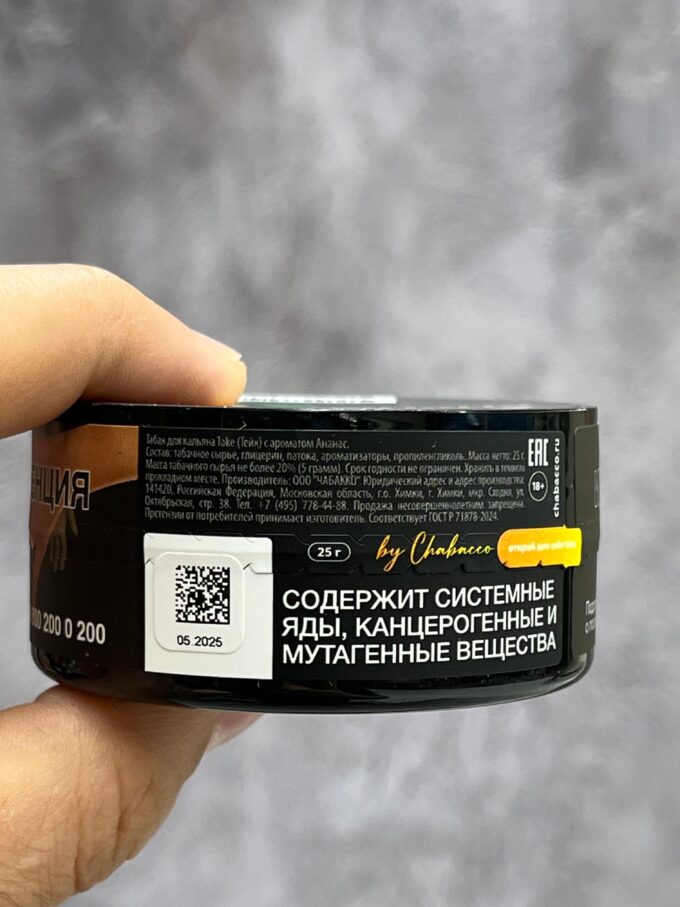 Табак для кальяна Take (Тейк) с ароматом Ананас.
Состав: табачное сырье, глицерин, патока, ароматизаторы, пропиленгликоль. Масса нетто: 25 г.
Масса табачного сырья не более 20% (5 грамм). Срок годности не ограничен. Хранить в темном
прохладном месте. Производитель: ООО "ЧАБАККО". Юридический адрес и адрес производства:
141420, Российская Федерация, Московская область, г.о. Химки, г. Химки, мкр. Сходня, ул.
Октябрьская, стр. 38. Тел. +7 (495) 778-44-88. Продажа несовершеннолетним запрещена.
Претензии от потребителей принимает изготовитель. Соответствует ГОСТ Р 71878-2024.
EAC
18+
chabacco.ru
25 г
by Chabacco
открой для себя
05.2025
СОДЕРЖИТ СИСТЕМНЫЕ
ЯДЫ, КАНЦЕРОГЕННЫЕ И
МУТАГЕННЫЕ ВЕЩЕСТВА
200 0 200